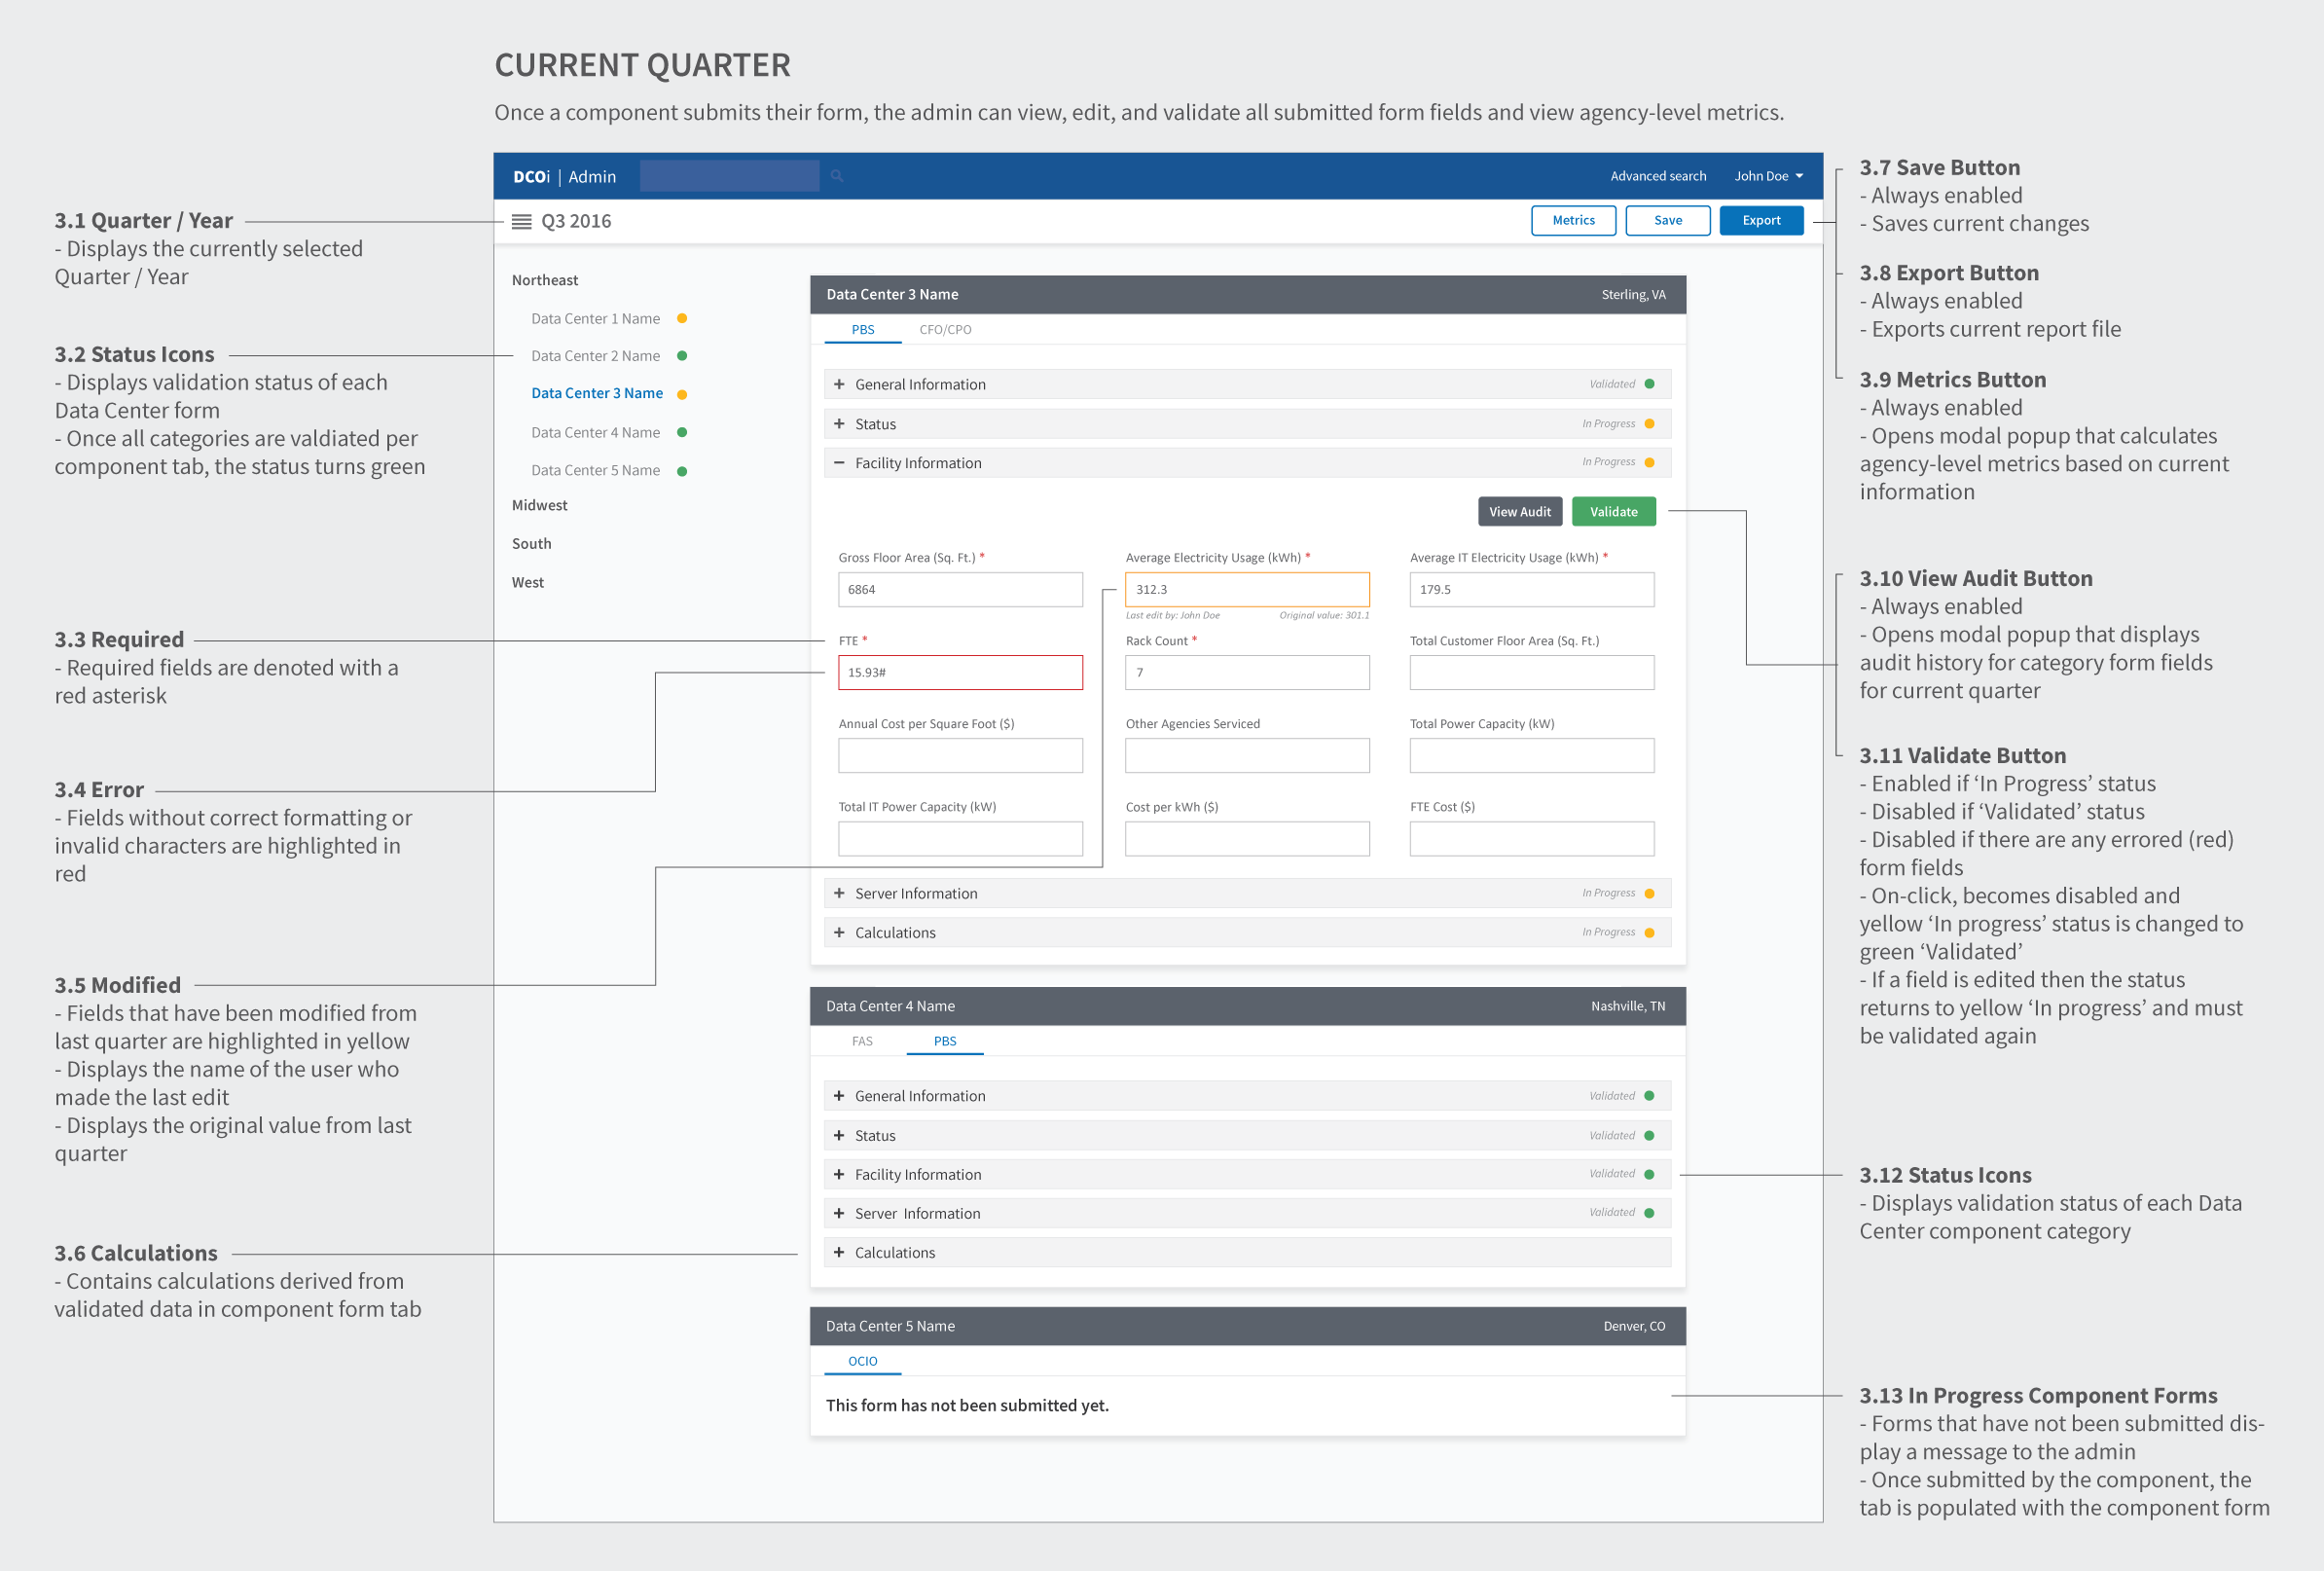 CURRENT QUARTER
Once a component submits their form, the admin can view, edit, and validate all submitted form fields and view agency-level metrics.
3.1 Quarter / Year
- Displays the currently selected
Quarter / Year
3.2 Status Icons
- Displays validation status of each
Data Center form
- Once all categories are valdiated per
component tab, the status turns green
3.3 Required
- Required fields are denoted with a
red asterisk
3.4 Error
- Fields without correct formatting or
invalid characters are highlighted in
red
3.5 Modified
- Fields that have been modified from
last quarter are highlighted in yellow
- Displays the name of the user who
made the last edit
- Displays the original value from last
quarter
3.6 Calculations
- Contains calculations derived from
validated data in component form tab
DCOi | Admin
Advanced search
John Doe
Q3 2016
Metrics
Save
Export
Northeast
Data Center 1 Name
Data Center 2 Name
Data Center 3 Name
Data Center 4 Name
Data Center 5 Name
Midwest
South
West
Data Center 3 Name
Sterling, VA
PBS
CFO/CPO
+ General Information
Validated
+ Status
In Progress
− Facility Information
In Progress
View Audit
Validate
Gross Floor Area (Sq. Ft.) *
Average Electricity Usage (kWh) *
Average IT Electricity Usage (kWh) *
6864
312.3
179.5
Last edit by: John Doe
Original value: 301.1
FTE *
Rack Count *
Total Customer Floor Area (Sq. Ft.)
15.93#
7
Annual Cost per Square Foot ($)
Other Agencies Serviced
Total Power Capacity (kW)
Total IT Power Capacity (kW)
Cost per kWh ($)
FTE Cost ($)
+ Server Information
In Progress
+ Calculations
In Progress
Data Center 4 Name
Nashville, TN
FAS
PBS
+ General Information
Validated
+ Status
Validated
+ Facility Information
Validated
+ Server Information
Validated
+ Calculations
Data Center 5 Name
Denver, CO
OCIO
This form has not been submitted yet.
3.7 Save Button
- Always enabled
- Saves current changes
3.8 Export Button
- Always enabled
- Exports current report file
3.9 Metrics Button
- Always enabled
- Opens modal popup that calculates
agency-level metrics based on current
information
3.10 View Audit Button
- Always enabled
- Opens modal popup that displays
audit history for category form fields
for current quarter
3.11 Validate Button
- Enabled if ‘In Progress’ status
- Disabled if ‘Validated’ status
- Disabled if there are any errored (red)
form fields
- On-click, becomes disabled and
yellow ‘In progress’ status is changed to
green ‘Validated’
- If a field is edited then the status
returns to yellow ‘In progress’ and must
be validated again
3.12 Status Icons
- Displays validation status of each Data
Center component category
3.13 In Progress Component Forms
- Forms that have not been submitted dis-
play a message to the admin
- Once submitted by the component, the
tab is populated with the component form